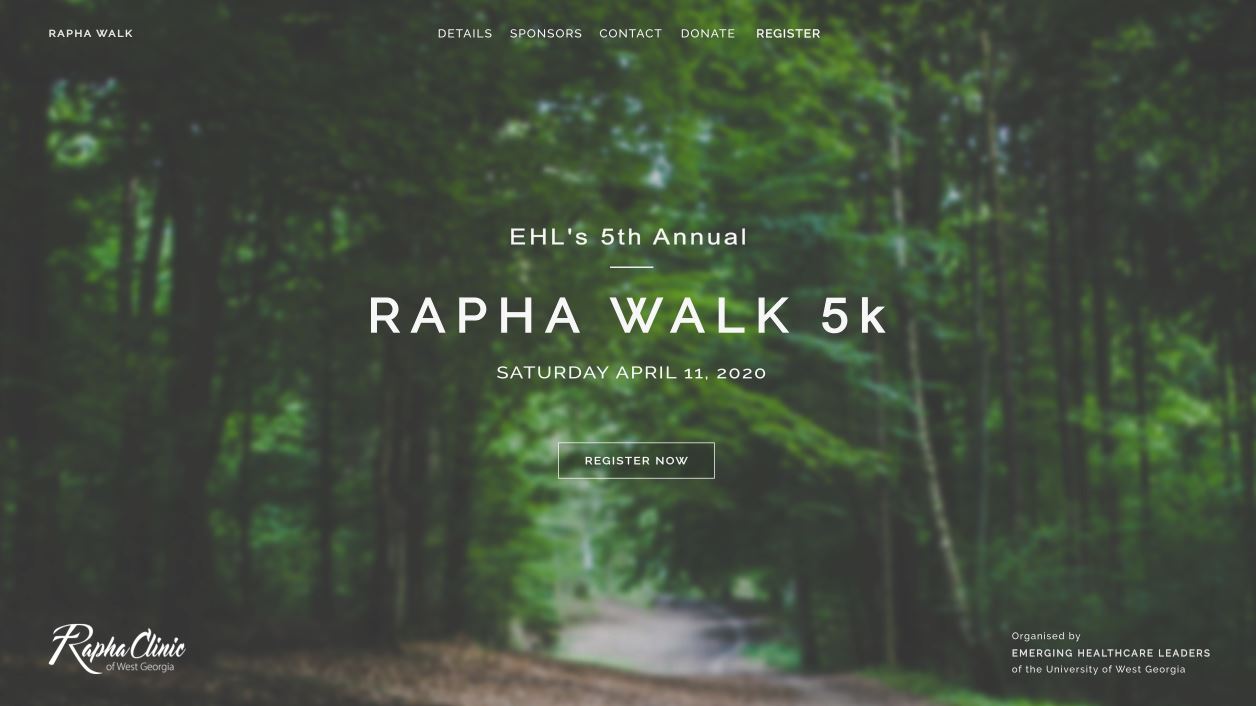 RAPHA WALK
DETAILS SPONSORS CONTACT DONATE REGISTER
EHL's 5th Annual
RAPHA WALK 5k
SATURDAY APRIL 11, 2020
REGISTER NOW
Rapha Clinic
of West Georgia
Organised by
EMERGING HEALTHCARE LEADERS
of the University of West Georgia